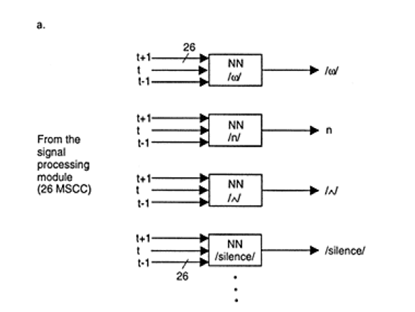 a.
26
t+1
t
t-1
NN
/ω/
/ω/
t+1
t
t-1
NN
/n/
n
From the
signal
processing
module
(26 MSCC)
t+1
t
t-1
NN
/ʌ/
/ʌ/
t+1
t
t-1
26
NN
/silence/
/silence/